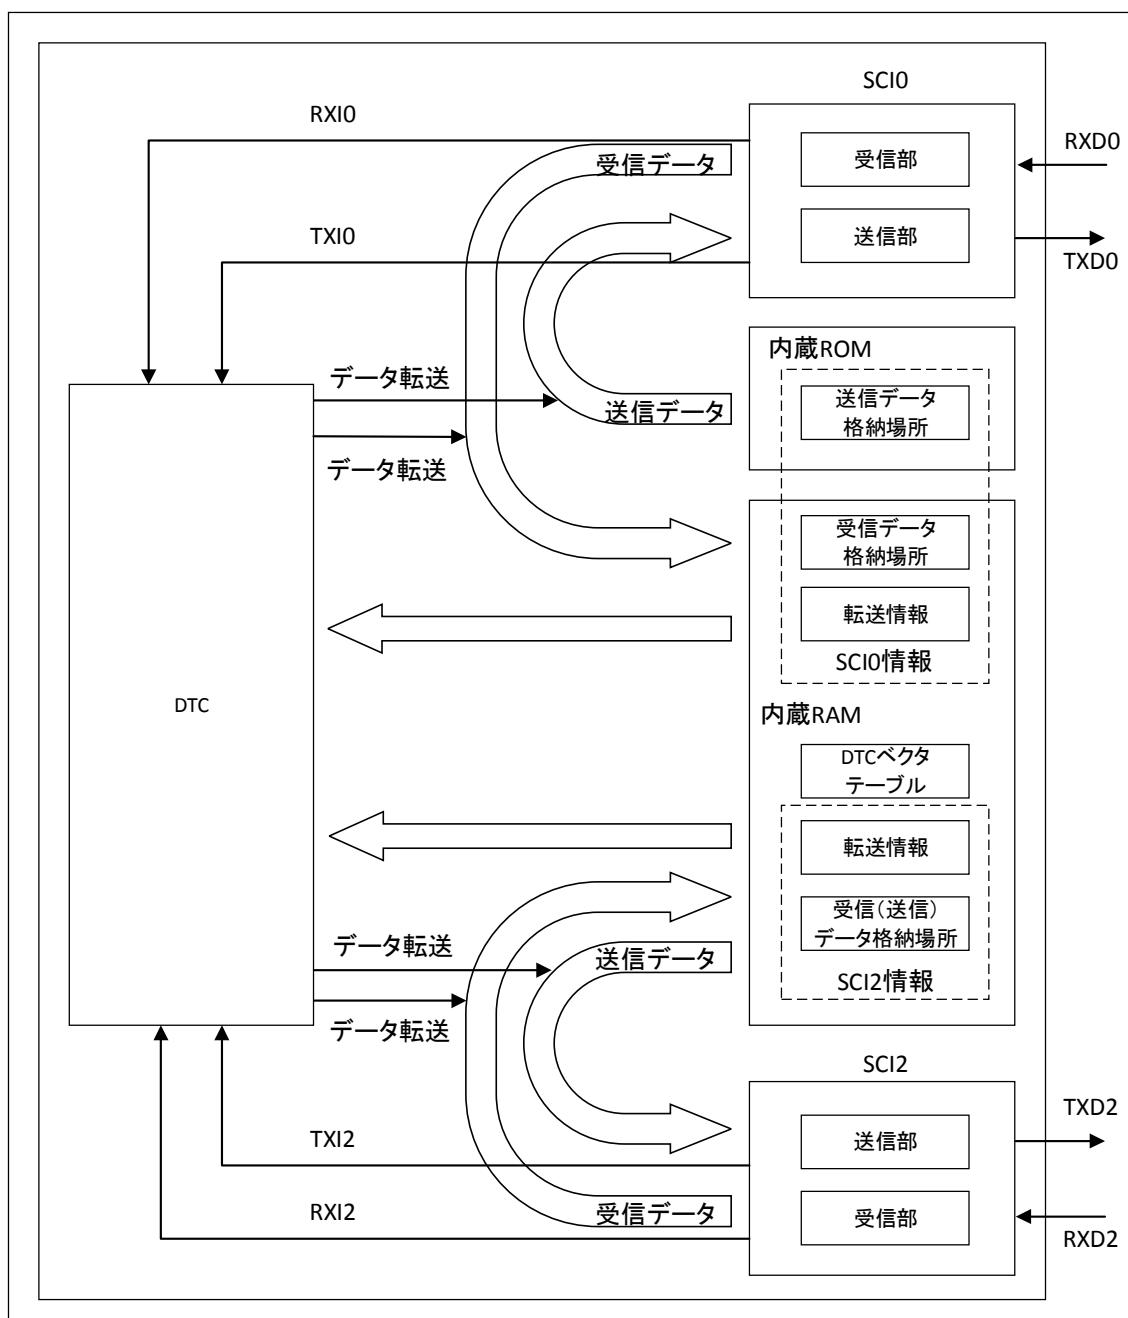 SCI0
RXI0
受信データ
受信部
RXD0
TXI0
送信部
TXD0
内蔵ROM
データ転送
送信データ
送信データ
格納場所
データ転送
受信データ
格納場所
転送情報
SCI0情報
DTC
内蔵RAM
DTCベクタ
テーブル
転送情報
受信(送信)
データ格納場所
データ転送
送信データ
SCI2情報
データ転送
SCI2
TXD2
TXI2
送信部
RXI2
受信データ
受信部
RXD2